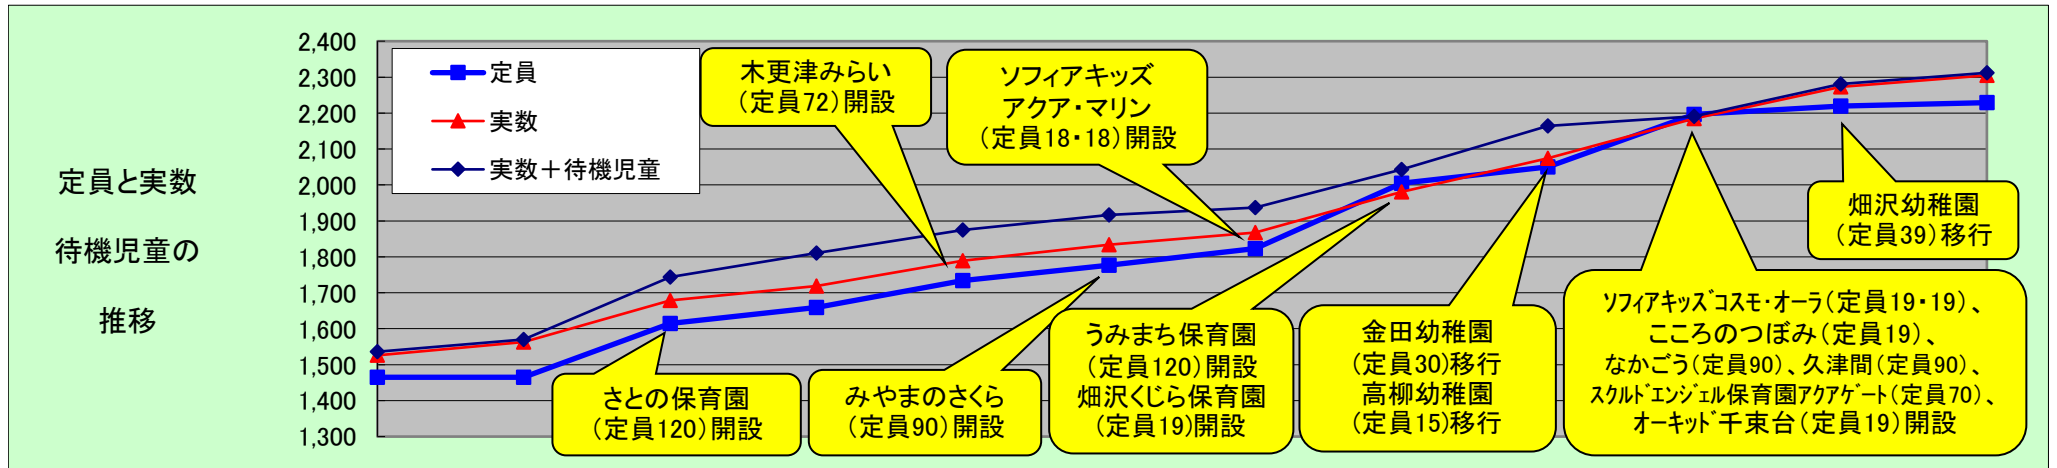 定員と実数
待機児童の
推移
2,400
2,300
2,200
2,100
2,000
1,900
1,800
1,700
1,600
1,500
1,400
1,300
定員
実数
実数＋待機児童
さとの保育園
（定員120）開設
木更津みらい
（定員72）開設
みやまのさくら
（定員90）開設
ソフィアキッズ
アクア・マリン
（定員18・18）開設
うみまち保育園
（定員120）開設
畑沢くじら保育園
（定員19)開設
金田幼稚園
（定員30）移行
高柳幼稚園
（定員15)移行
ｿﾌｨｱｷｯｽﾞｺｽﾓ・ｵｰﾗ（定員19・19）、
こころのつぼみ（定員19）、
なかごう（定員90）、久津間（定員90）、
ｽｸﾙﾄﾞｴﾝｼﾞｪﾙ保育園ｱｸｱｹﾞｰﾄ（定員70）、
ｵｰｷｯﾄﾞ千束台（定員19）開設
畑沢幼稚園
（定員39）移行